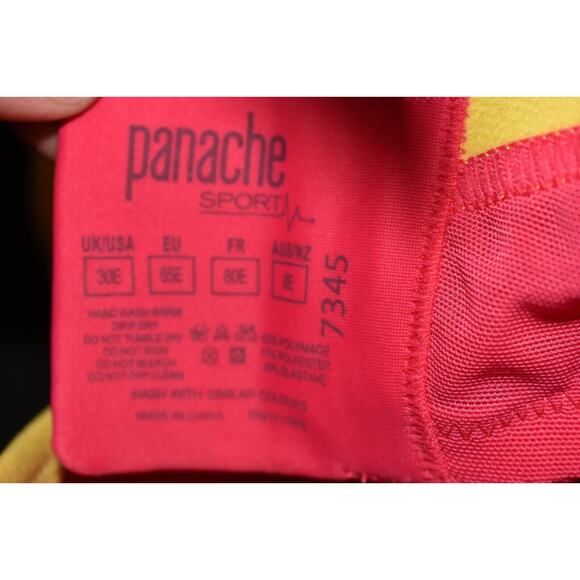 panache
SPORT
UK/USA EU FR AUS/NZ
30E 65E 80E 8E
7345
HAND WASH WARM
DRIP DRY
DO NOT TUMBLE DRY
DO NOT IRON
DO NOT BLEACH
DO NOT DRY CLEAN
POLYAMIDE
POLYESTER
ELASTANE
WASH WITH SIMILAR COLOURS
MADE IN CHINA